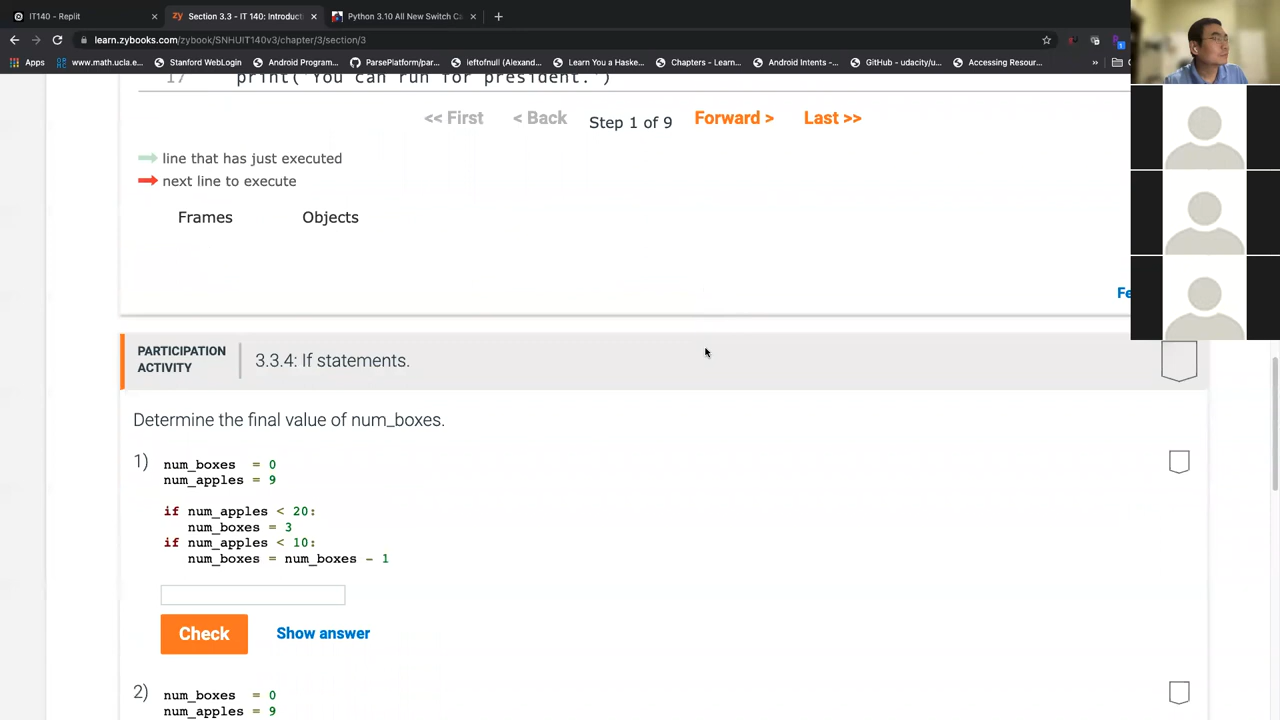 IT140 - Replit
Section 3.3 - IT 140: Introducti
Python 3.10 All New Switch Ca
learn.zybooks.com/zybook/SNHUIT140v3/chapter/3/section/3
Apps
www.math.ucla.e...
Stanford WebLogin
Android Program...
ParsePlatform/par...
leftofnull (Alexand...
Learn You a Haske...
Chapters - Learn...
Android Intents -...
GitHub - udacity/u...
Accessing Resour...
17 print('You can run for president.')
<< First
< Back
Step 1 of 9
Forward >
Last >>
line that has just executed
next line to execute
Frames
Objects
Fe
PARTICIPATION
ACTIVITY
3.3.4: If statements.
Determine the final value of num_boxes.
1)
num_boxes = 0
num_apples = 9
if num_apples < 20:
num_boxes = 3
if num_apples < 10:
num_boxes = num_boxes - 1
Check
Show answer
2)
num_boxes = 0
num_apples = 9